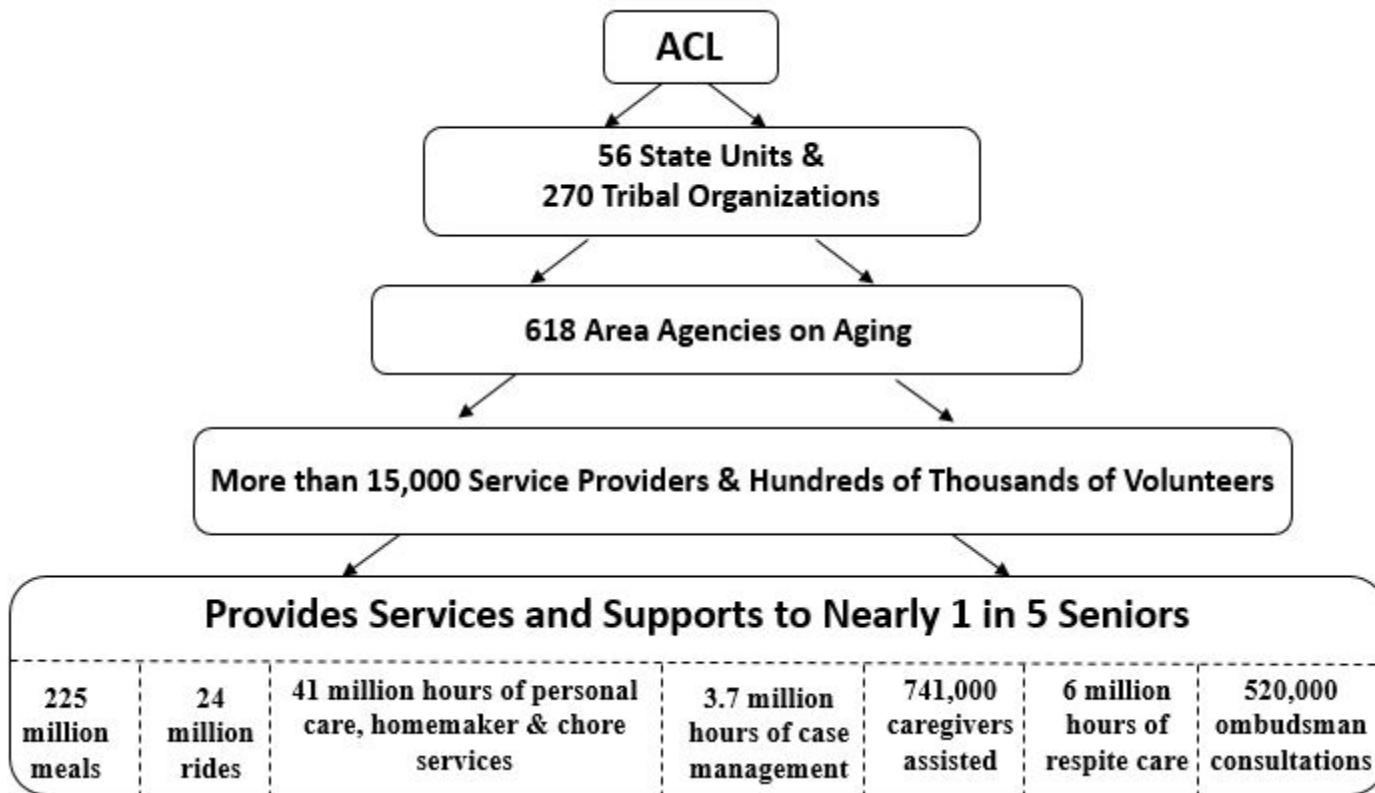 ACL
56 State Units &
270 Tribal Organizations
618 Area Agencies on Aging
More than 15,000 Service Providers & Hundreds of Thousands of Volunteers
Provides Services and Supports to Nearly 1 in 5 Seniors
225
million
meals
24
million
rides
41 million hours of personal
care, homemaker & chore
services
3.7 million
hours of case
management
741,000
caregivers
assisted
6 million
hours of
respite care
520,000
ombudsman
consultations